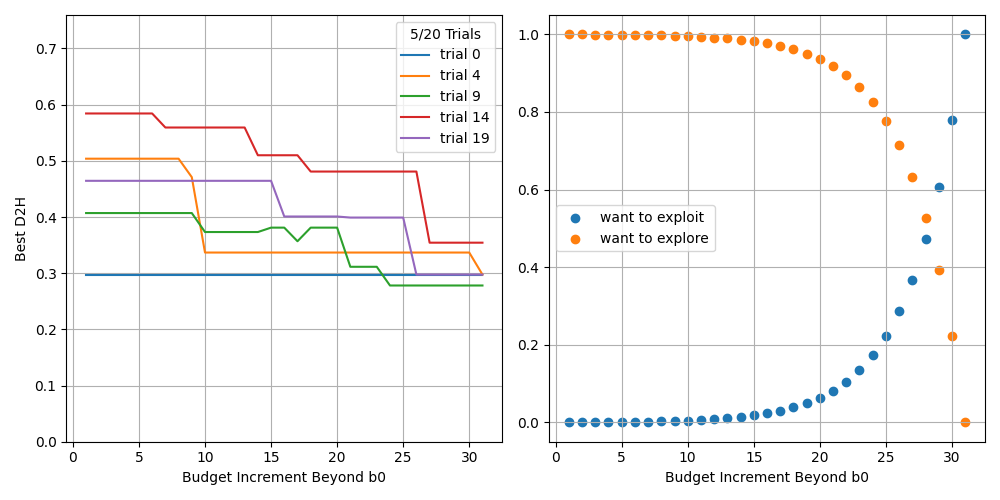 5/20 Trials
trial 0
trial 4
trial 9
trial 14
trial 19
Best D2H
0.7
0.6
0.5
0.4
0.3
0.2
0.1
0.0
0 5 10 15 20 25 30
Budget Increment Beyond b0
want to exploit
want to explore
1.0
0.8
0.6
0.4
0.2
0.0
0 5 10 15 20 25 30
Budget Increment Beyond b0